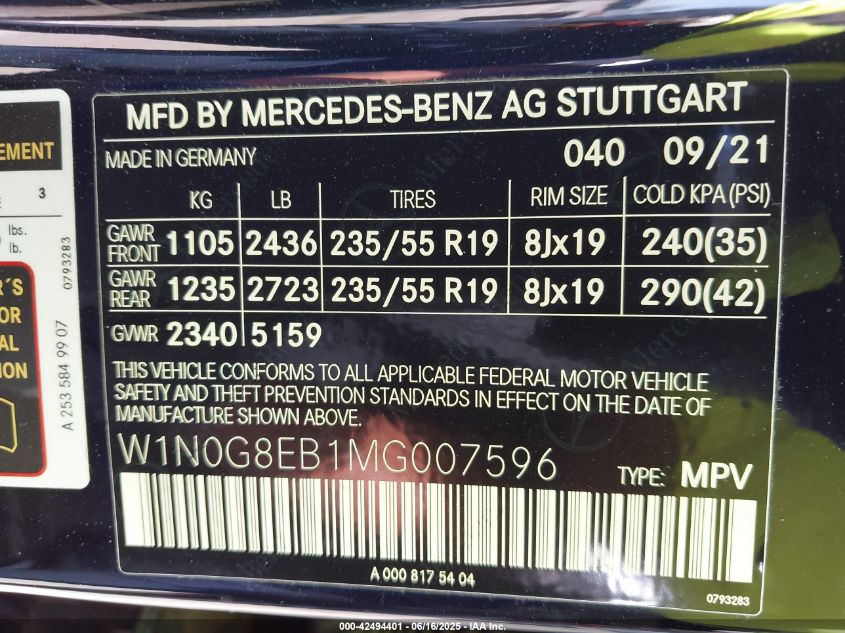 MFD BY MERCEDES-BENZ AG STUTTGART
MADE IN GERMANY 040 09/21
KG LB TIRES RIM SIZE COLD KPA (PSI)
GAWR FRONT 1105 2436 235/55 R19 8Jx19 240(35)
GAWR REAR 1235 2723 235/55 R19 8Jx19 290(42)
GVWR 2340 5159
THIS VEHICLE CONFORMS TO ALL APPLICABLE FEDERAL MOTOR VEHICLE
SAFETY AND THEFT PREVENTION STANDARDS IN EFFECT ON THE DATE OF
MANUFACTURE SHOWN ABOVE.
W1N0G8EB1MG007596 TYPE: MPV
A 000 817 54 04
0793283
EMENT
3
lbs.
lb.
0793283
R'S
OR
AL
ION
A 253 584 99 07
000-42494401 - 06/16/2025 - IAA Inc.